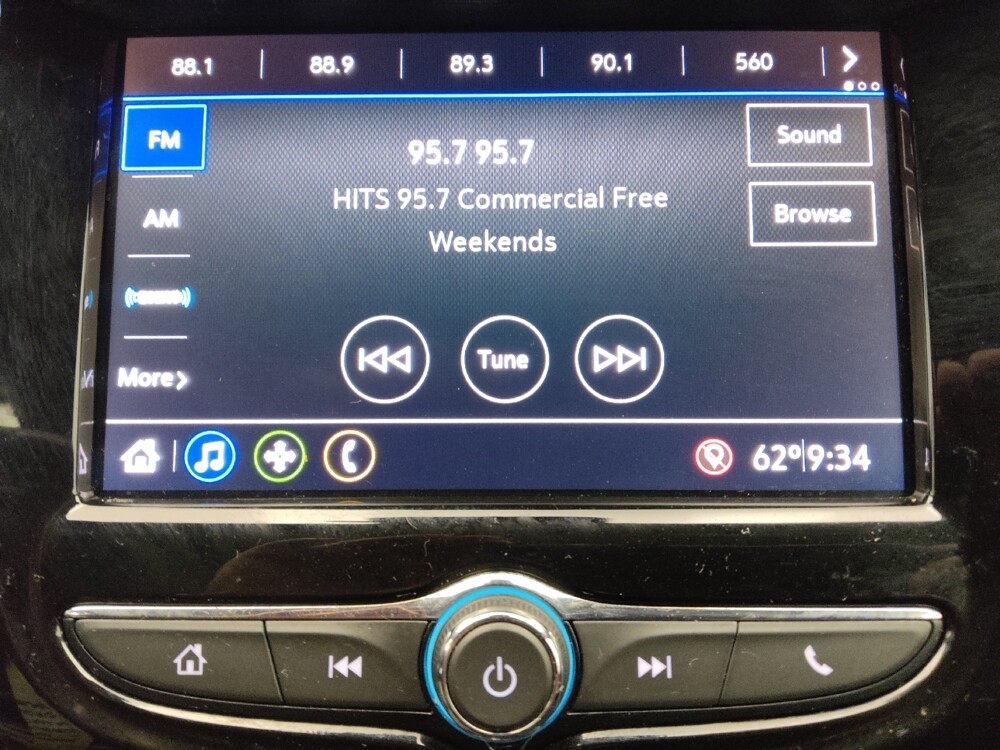 88.1 | 88.9 | 89.3 | 90.1 | 560
FM
95.7 95.7
Sound
HITS 95.7 Commercial Free
Weekends
AM
Browse
Tune
More
62° 9:34